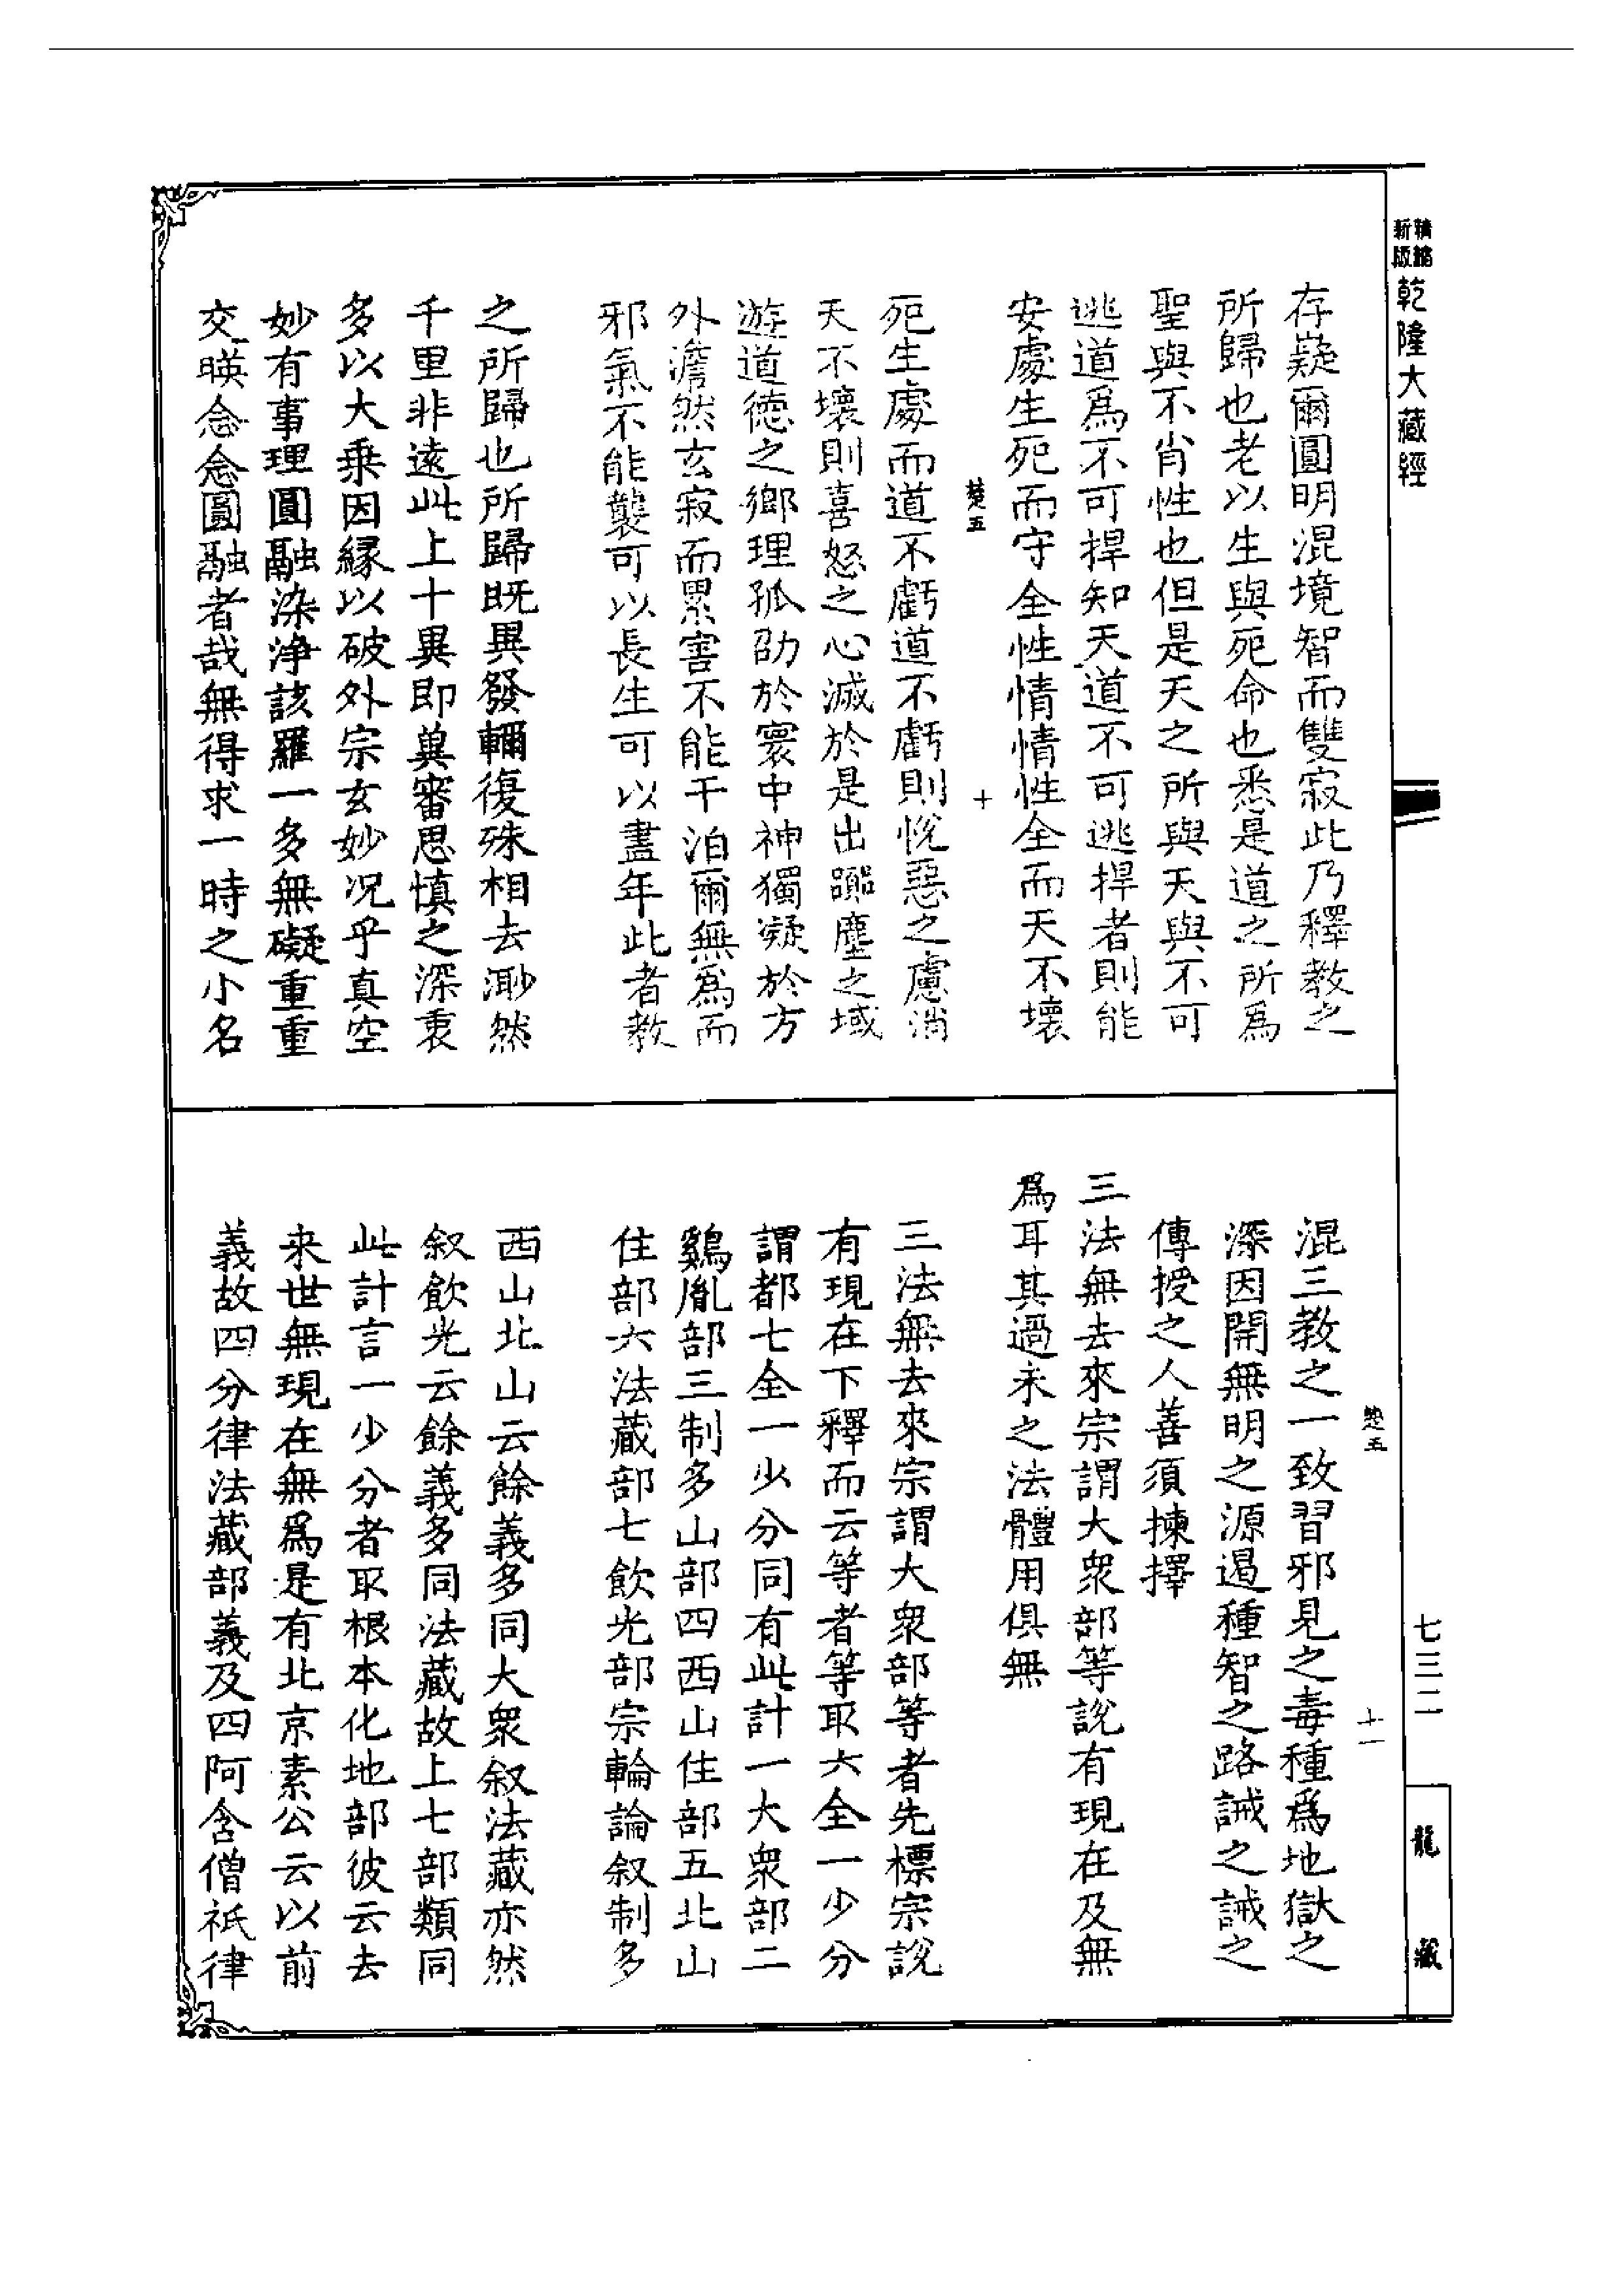 精縮新版
乾隆大藏經
存嶷爾圓明混境智而雙寂此乃釋教之
所歸也老以生與死命也悉是道之所為
聖與不肖性也但是天之所與天與不可
逃道爲不可捍知天道不可逃捍者則能
安處生死而守全性情情性全而天不壞
楚五
十
死生處而道不虧道不虧則悅惡之慮消
天不壞則喜怒之心滅於是出躁塵之域
遊道德之鄉理孤劭於寰中神獨凝於方
外澹然玄寂而累害不能干泊爾無爲而
邪氣不能襲可以長生可以盡年此者教
之所歸也所歸既異發輙復殊相去渺然
千里非遠此上十異即冀審思慎之深衷
多以大乗因縁以破外宗玄妙况乎真空
妙有事理圓融染浄該羅一多無礙重重
交暎念念圓融者哉無得求一時之小名
楚五
十一
混三教之一致習邪見之毒種爲地獄之
深因開無明之源遏種智之路誡之誡之
傳授之人善須揀擇
三法無去來宗謂大衆部等說有現在及無
爲耳其過未之法體用俱無
三法無去來宗謂大衆部等者先標宗說
有現在下釋而云等者等取六全一少分
謂都七全一少分同有此計一大衆部二
鷄胤部三制多山部四西山住部五北山
住部六法藏部七飲光部宗輪論叙制多
西山北山云餘義多同大衆叙法藏亦然
叙飲光云餘義多同法藏故上七部類同
此計言一少分者取根本化地部彼云去
来世無現在無爲是有北京素公云以前
義故四分律法藏部義及四阿含僧祇律
七三二
龍藏